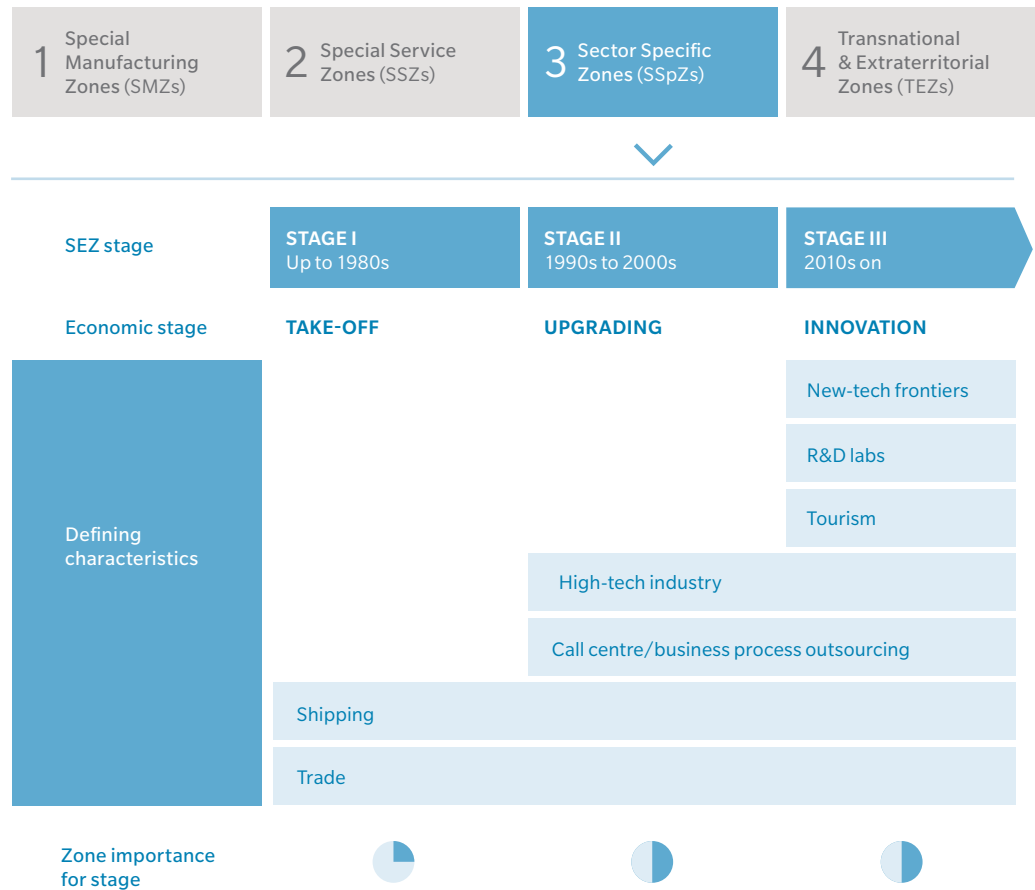 1
Special
Manufacturing
Zones (SMZs)
2
Special Service
Zones (SSZs)
3
Sector Specific
Zones (SSpZs)
4
Transnational
& Extraterritorial
Zones (TEZs)
SEZ stage
STAGE I
Up to 1980s
STAGE II
1990s to 2000s
STAGE III
2010s on
Economic stage
TAKE-OFF
UPGRADING
INNOVATION
Defining
characteristics
New-tech frontiers
R&D labs
Tourism
High-tech industry
Call centre/business process outsourcing
Shipping
Trade
Zone importance
for stage